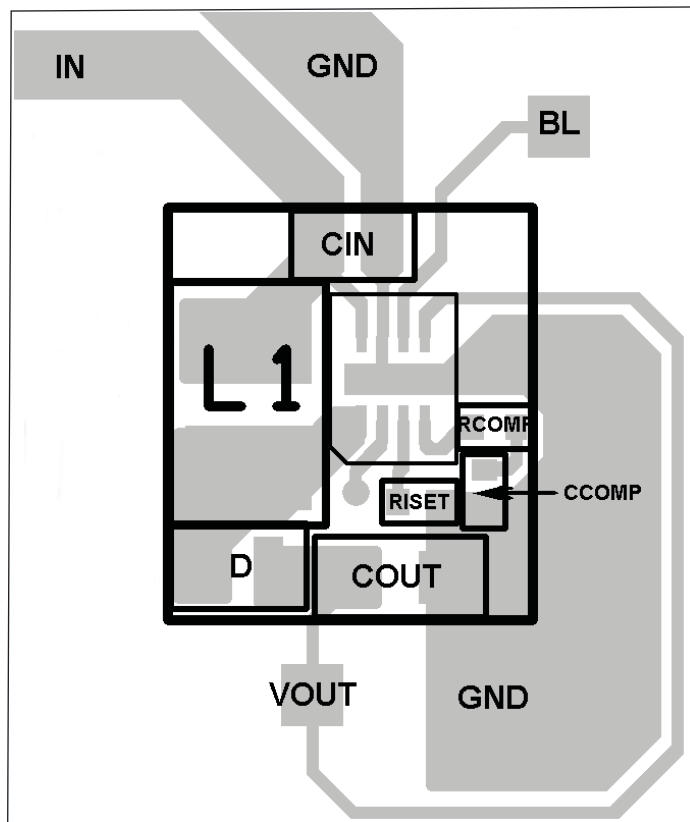 IN
GND
BL
CIN
L1
RCOMP
RISET
CCOMP
D
COUT
VOUT
GND